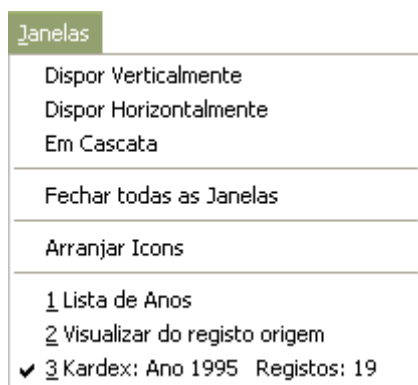 Janelas
Dispor Verticalmente
Dispor Horizontalmente
Em Cascata
Fechar todas as Janelas
Arranjar Icons
1 Lista de Anos
2 Visualizar do registo origem
✔ 3 Kardex: Ano 1995 Registos: 19